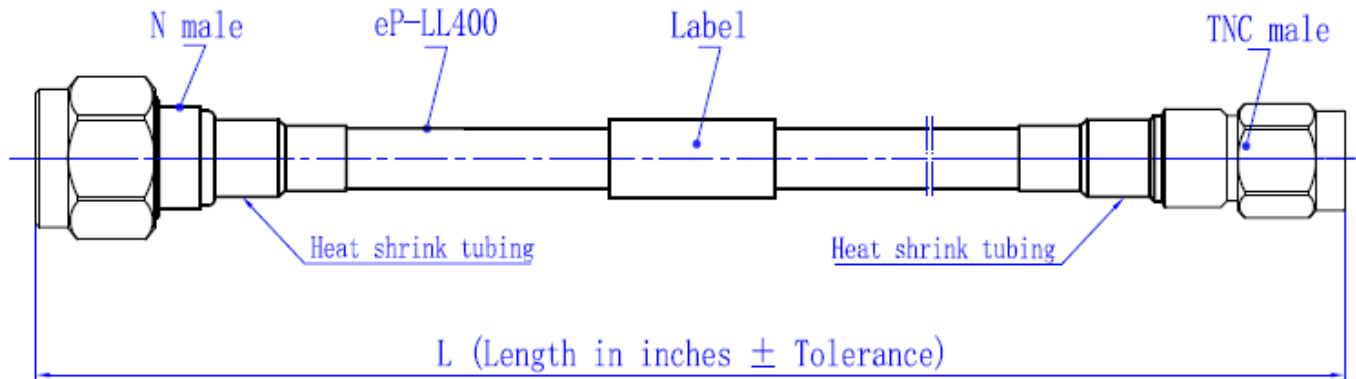 N male
eP-LL400
Label
TNC male
Heat shrink tubing
Heat shrink tubing
L (Length in inches ± Tolerance)